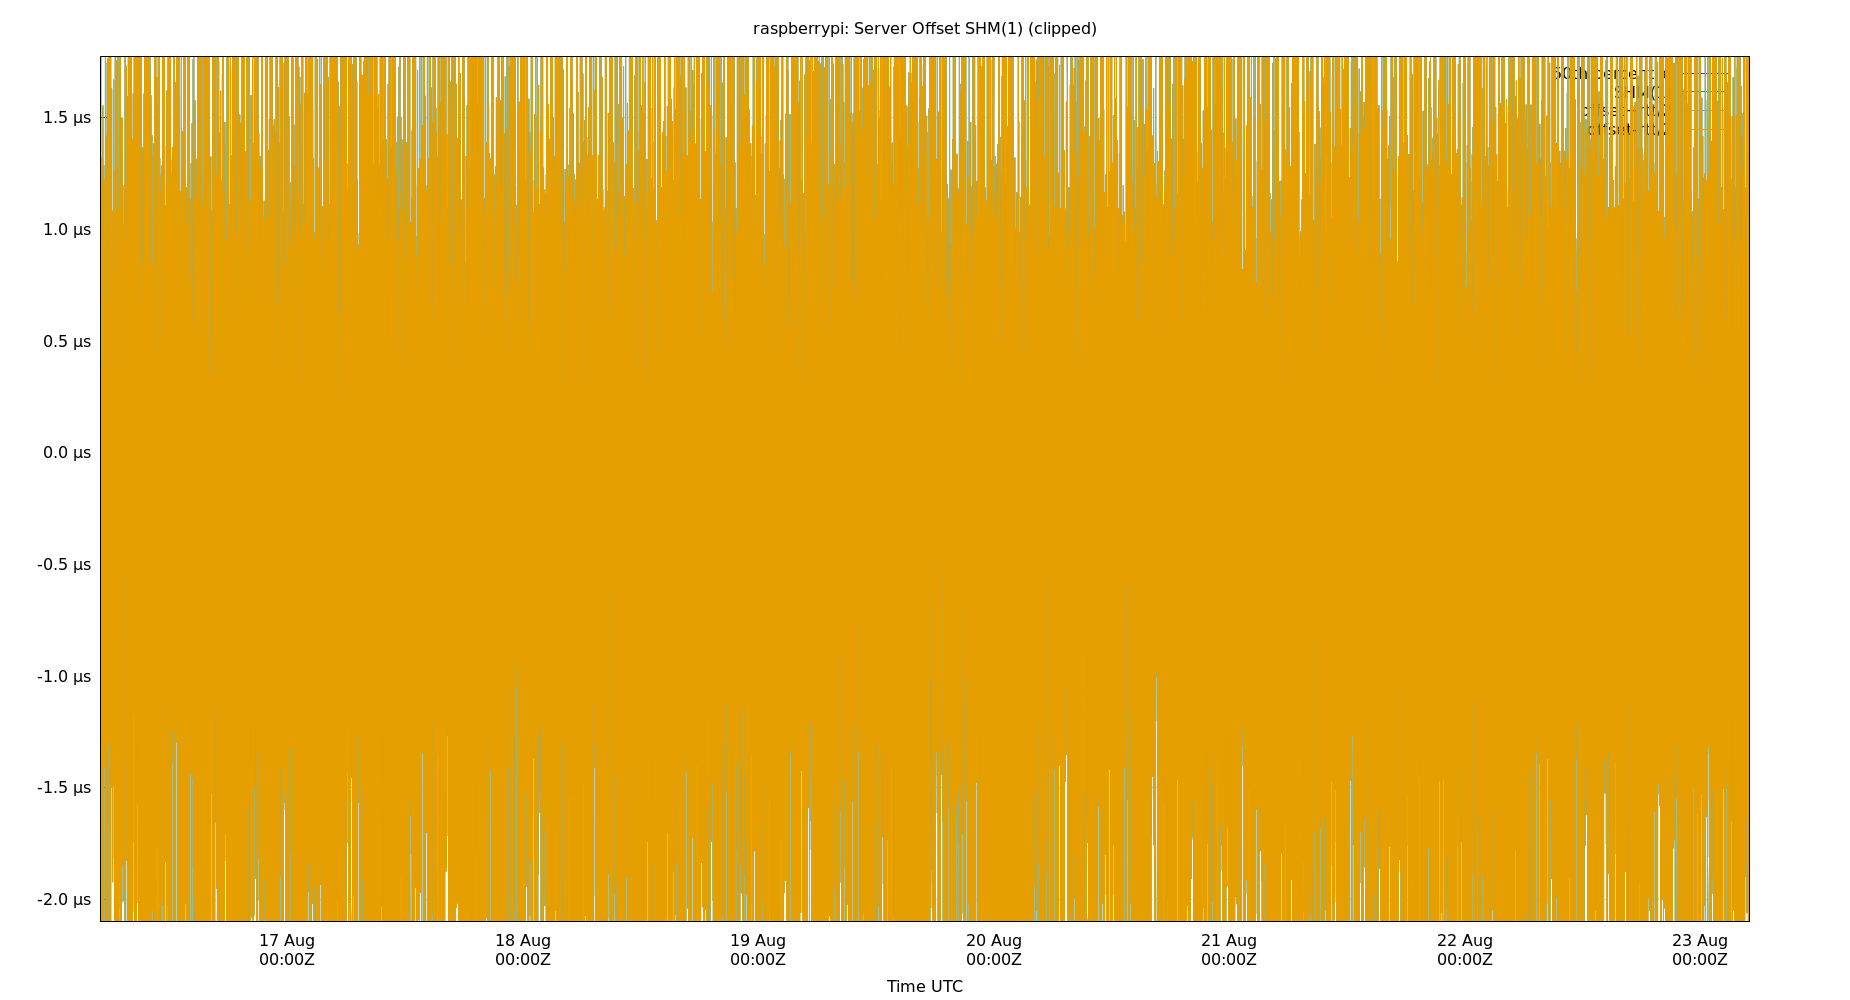 raspberrypi: Server Offset SHM(1) (clipped)
1.5 µs
1.0 µs
0.5 µs
0.0 µs
-0.5 µs
-1.0 µs
-1.5 µs
-2.0 µs
17 Aug 18 Aug 19 Aug 20 Aug 21 Aug 22 Aug 23 Aug
00:00Z 00:00Z 00:00Z 00:00Z 00:00Z 00:00Z 00:00Z
Time UTC